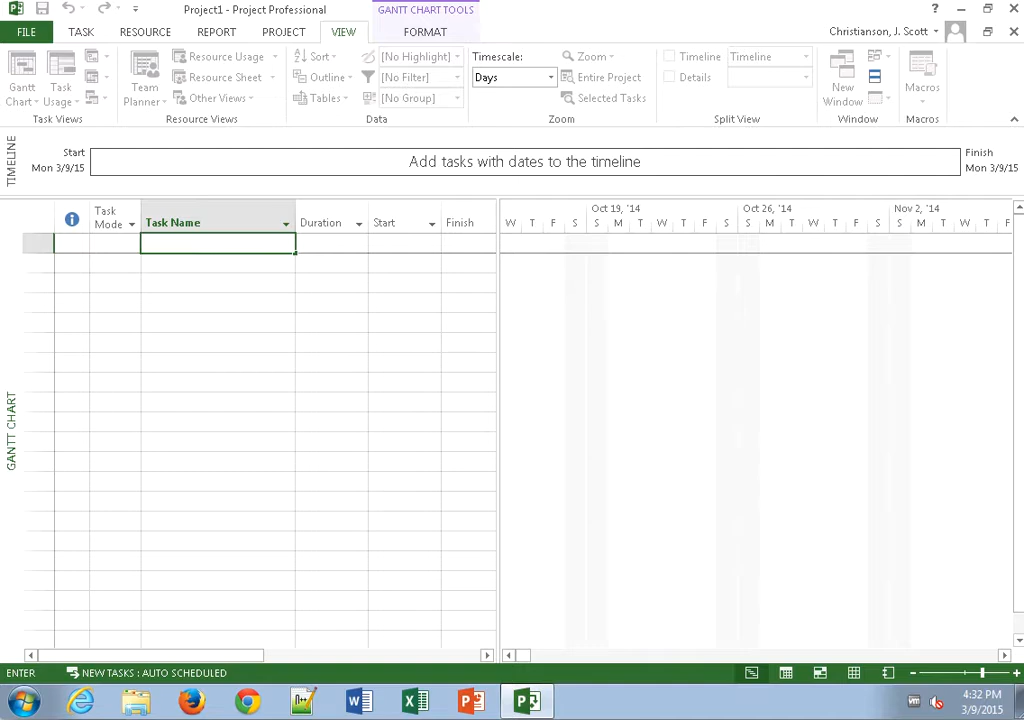 Project1 - Project Professional
GANTT CHART TOOLS
?
FILE TASK RESOURCE REPORT PROJECT VIEW FORMAT
Christianson, J. Scott
Gantt Chart
Task Usage
Task Views
Team Planner
Resource Usage
Resource Sheet
Other Views
Resource Views
Sort
Outline
Tables
[No Highlight]
[No Filter]
[No Group]
Data
Timescale:
Days
Zoom
Entire Project
Selected Tasks
Zoom
Timeline Timeline
Details
Split View
New Window
Window
Macros
Macros
TIMELINE
Start
Mon 3/9/15
Add tasks with dates to the timeline
Finish
Mon 3/9/15
Task Mode
Task Name
Duration
Start
Finish
Oct 19, '14 Oct 26, '14 Nov 2, '14
W T F S S M T W T F S S M T W T F S S M T W T F
GANTT CHART
ENTER
NEW TASKS : AUTO SCHEDULED
4:32 PM
3/9/2015